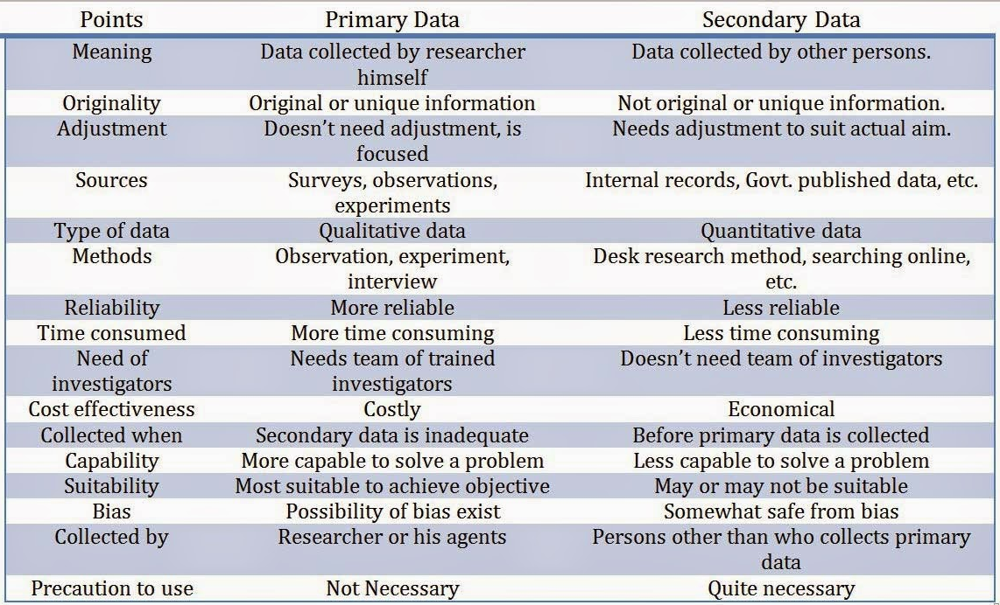 Points Primary Data Secondary Data
Meaning Data collected by researcher Data collected by other persons.
himself
Originality Original or unique information Not original or unique information.
Adjustment Doesn’t need adjustment, is Needs adjustment to suit actual aim.
focused
Sources Surveys, observations, Internal records, Govt. published data, etc.
experiments
Type of data Qualitative data Quantitative data
Methods Observation, experiment, Desk research method, searching online,
interview etc.
Reliability More reliable Less reliable
Time consumed More time consuming Less time consuming
Need of Needs team of trained Doesn’t need team of investigators
investigators investigators
Cost effectiveness Costly Economical
Collected when Secondary data is inadequate Before primary data is collected
Capability More capable to solve a problem Less capable to solve a problem
Suitability Most suitable to achieve objective May or may not be suitable
Bias Possibility of bias exist Somewhat safe from bias
Collected by Researcher or his agents Persons other than who collects primary
data
Precaution to use Not Necessary Quite necessary